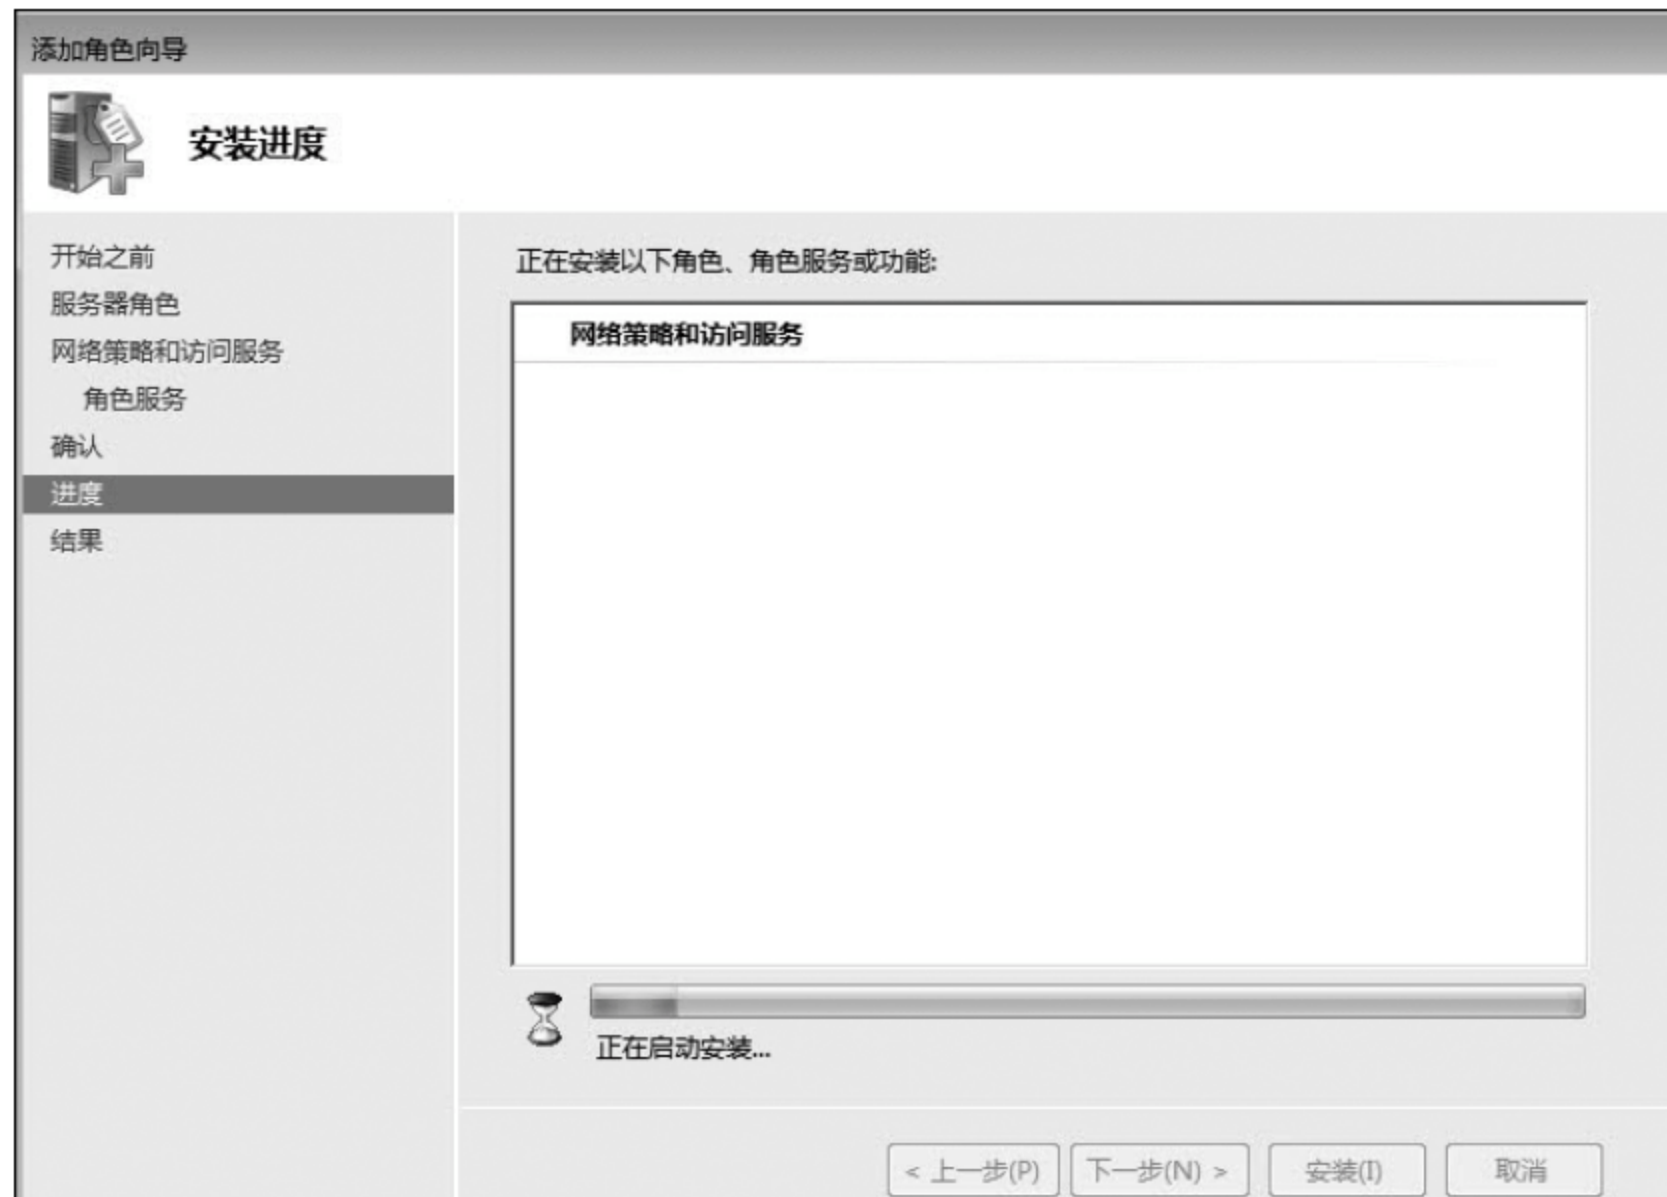 添加角色向导
安装进度
开始之前
服务器角色
网络策略和访问服务
角色服务
确认
进度
结果
正在安装以下角色、角色服务或功能:
网络策略和访问服务
正在启动安装...
< 上一步(P)
下一步(N) >
安装(I)
取消